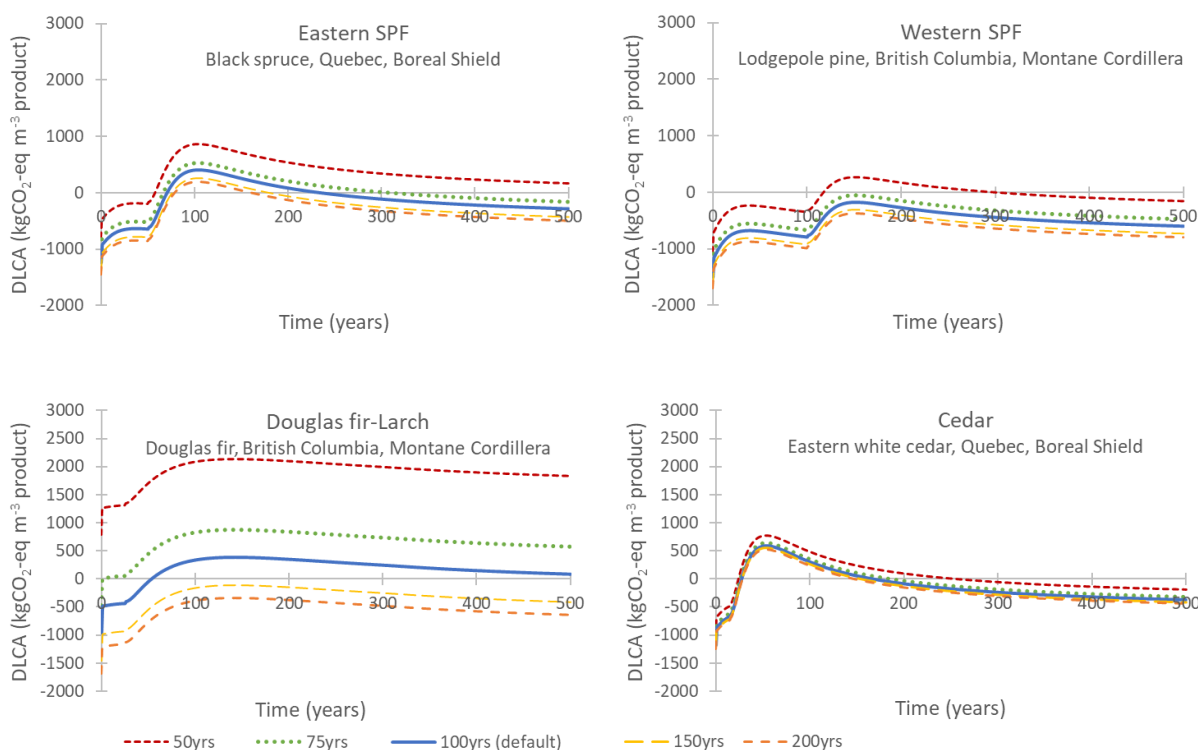 Eastern SPF
Black spruce, Quebec, Boreal Shield
DLCA (kgCO₂-eq m⁻³ product)
3000
2000
1000
0
-1000
-2000
0
100
200
300
400
500
Time (years)
Western SPF
Lodgepole pine, British Columbia, Montane Cordillera
DLCA (kgCO₂-eq m⁻³ product)
3000
2000
1000
0
-1000
-2000
0
100
200
300
400
500
Time (years)
Douglas fir-Larch
Douglas fir, British Columbia, Montane Cordillera
DLCA (kgCO₂-eq m⁻³ product)
3000
2500
2000
1500
1000
500
0
-500
-1000
-1500
-2000
0
100
200
300
400
500
Time (years)
Cedar
Eastern white cedar, Quebec, Boreal Shield
DLCA (kgCO₂-eq m⁻³ product)
3000
2500
2000
1500
1000
500
0
-500
-1000
-1500
-2000
0
100
200
300
400
500
Time (years)
50yrs
75yrs
100yrs (default)
150yrs
200yrs